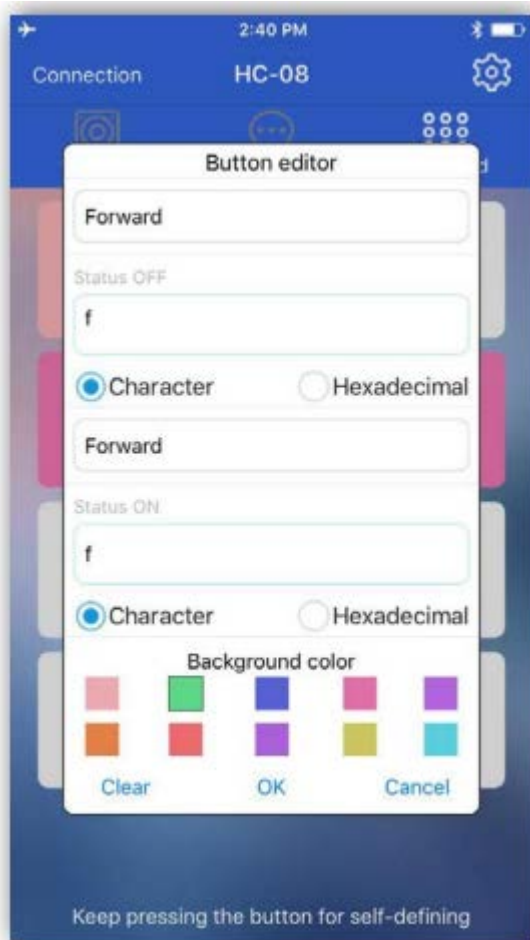 2:40 PM
Connection HC-08
Button editor
Forward
Status OFF
f
Character Hexadecimal
Forward
Status ON
f
Character Hexadecimal
Background color
Clear OK Cancel
Keep pressing the button for self-defining